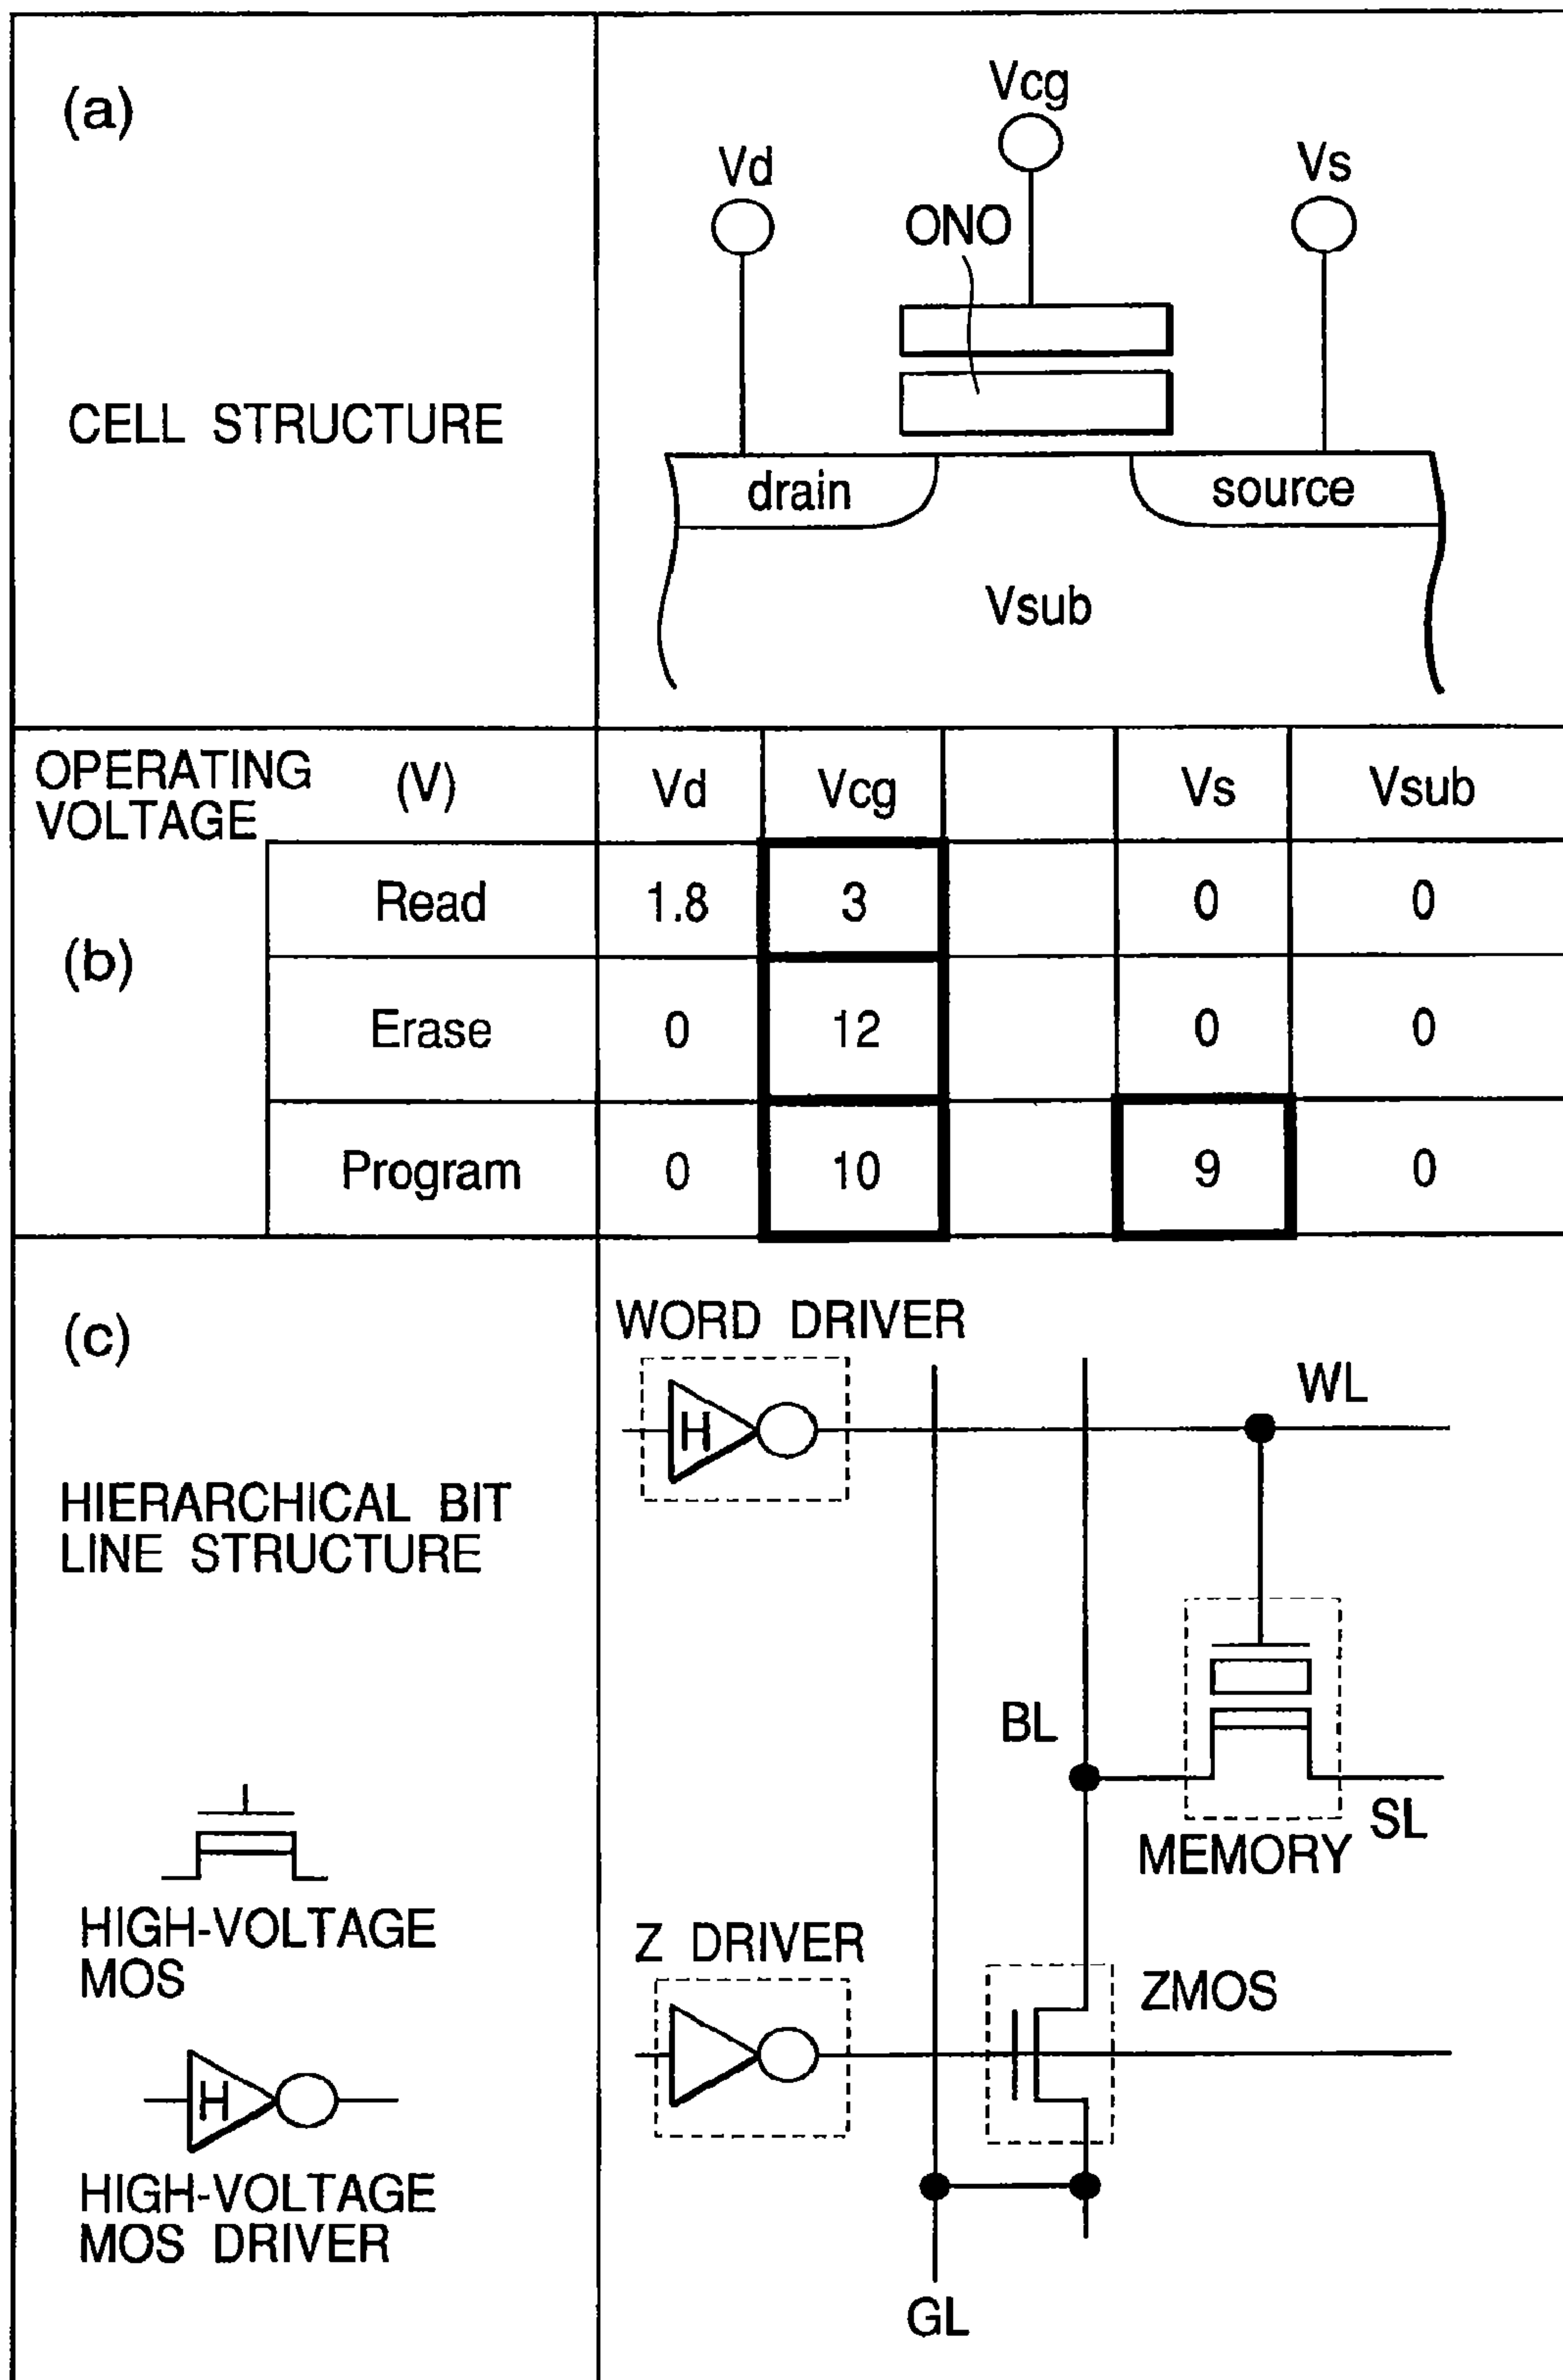 (a)
Vcg
Vd
Vs
ONO
CELL STRUCTURE
drain
source
Vsub
OPERATING
VOLTAGE
(V) Vd Vcg Vs Vsub
(b)
Read 1.8 3 0 0
Erase 0 12 0 0
Program 0 10 9 0
(c)
WORD DRIVER
H
WL
HIERARCHICAL BIT
LINE STRUCTURE
BL
SL
MEMORY
HIGH-VOLTAGE
MOS
Z DRIVER
ZMOS
H
HIGH-VOLTAGE
MOS DRIVER
GL